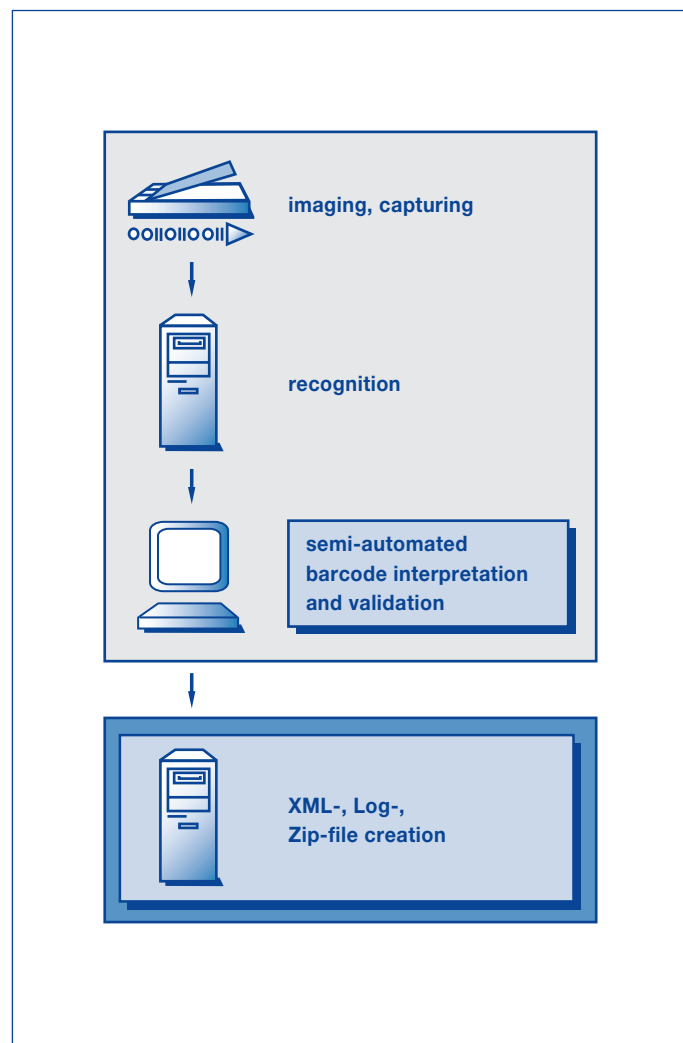 imaging, capturing
recognition
semi-automated
barcode interpretation
and validation
XML-, Log-,
Zip-file creation